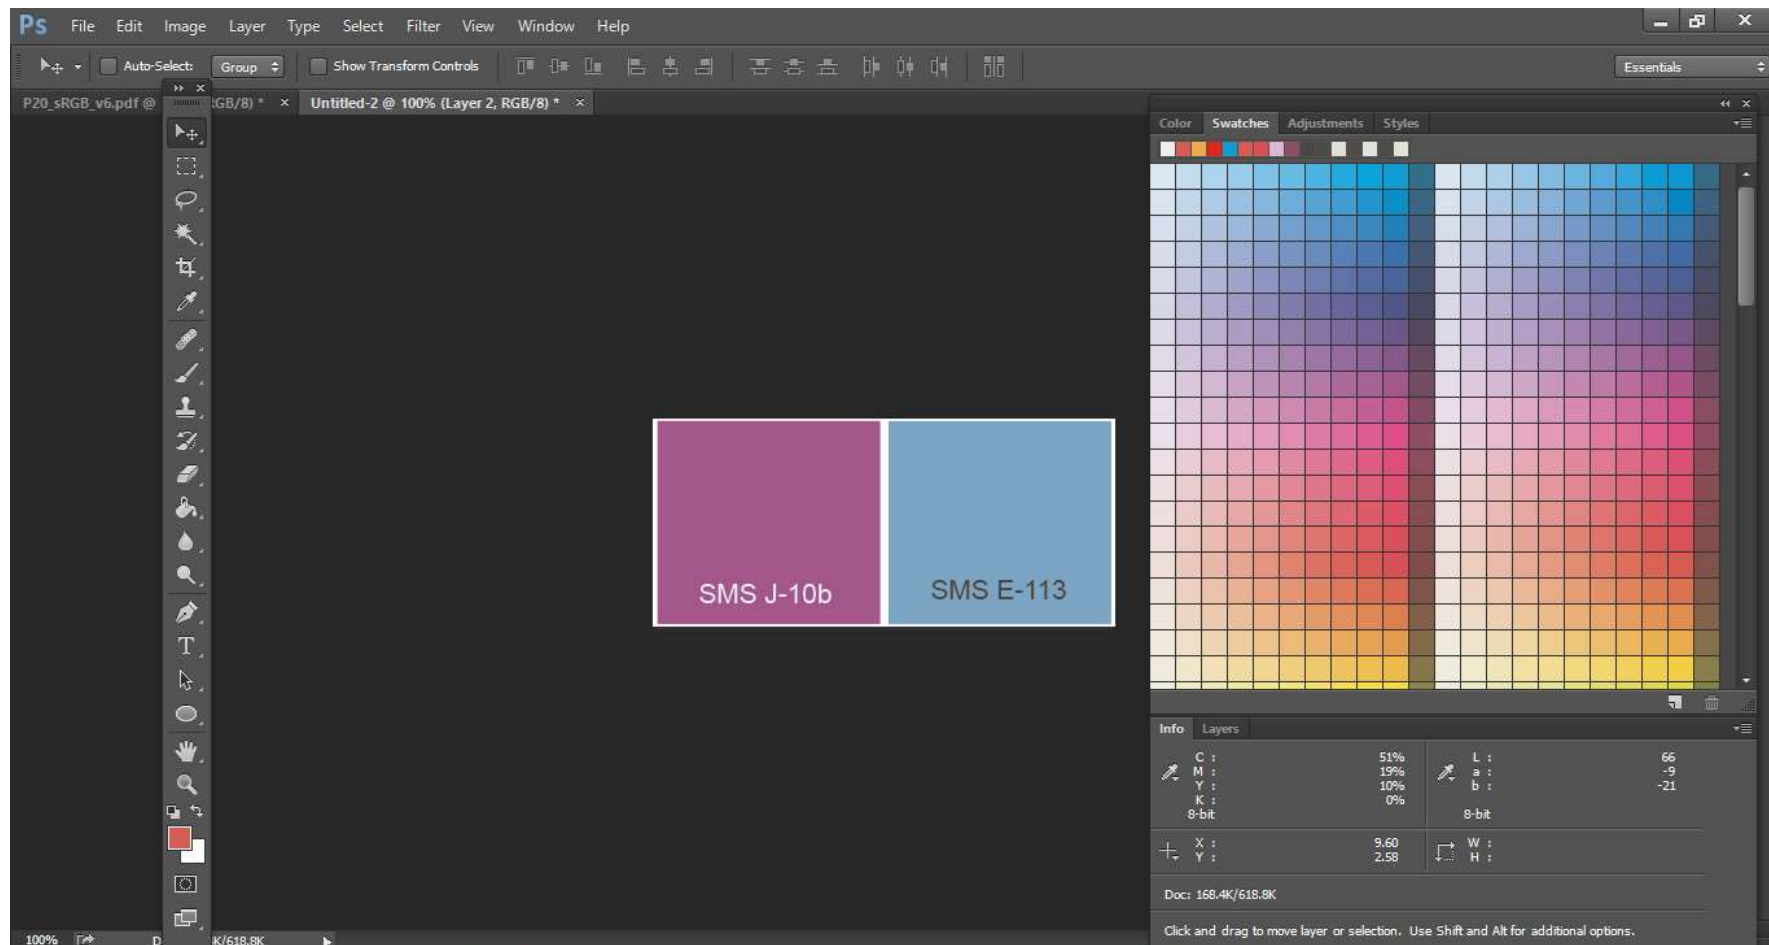 Ps File Edit Image Layer Type Select Filter View Window Help
Auto-Select: Group Show Transform Controls Essentials
P20_sRGB_v6.pdf @ GB/8) * × Untitled-2 @ 100% (Layer 2, RGB/8) * ×
Color Swatches Adjustments Styles
SMS J-10b SMS E-113
Info Layers
C : 51% L : 66
M : 19% a : -9
Y : 10% b : -21
K : 0%
8-bit 8-bit
X : 9.60 W :
Y : 2.58 H :
Doc: 168.4K/618.8K
Click and drag to move layer or selection. Use Shift and Alt for additional options.
100% D K/618.8K